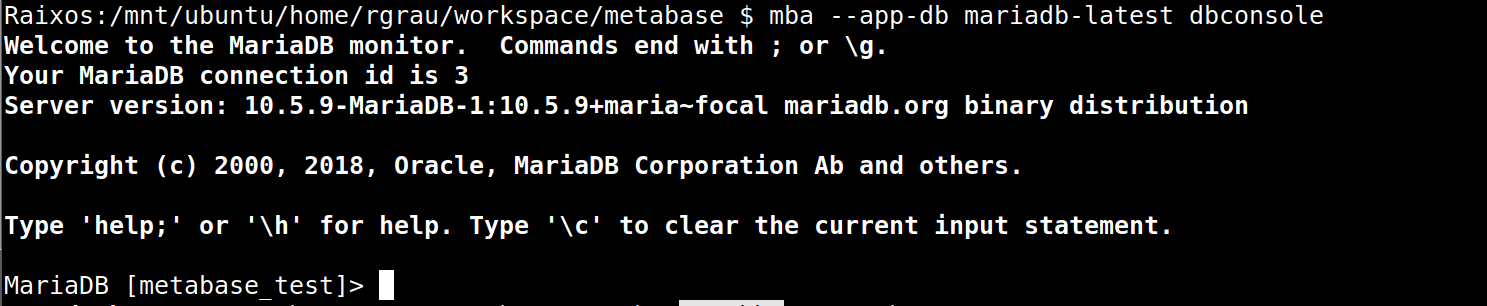 Raixos:/mnt/ubuntu/home/rgrau/workspace/metabase $ mba --app-db mariadb-latest dbconsole
Welcome to the MariaDB monitor.  Commands end with ; or \g.
Your MariaDB connection id is 3
Server version: 10.5.9-MariaDB-1:10.5.9+maria~focal mariadb.org binary distribution
Copyright (c) 2000, 2018, Oracle, MariaDB Corporation Ab and others.
Type 'help;' or '\h' for help. Type '\c' to clear the current input statement.
MariaDB [metabase_test]>